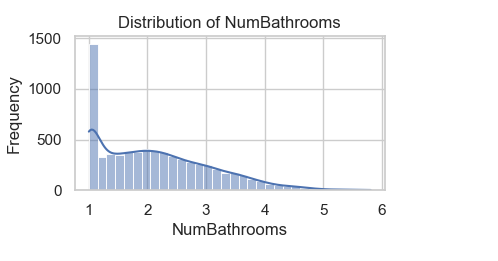 Distribution of NumBathrooms
1500
1000
500
0
Frequency
1 2 3 4 5 6
NumBathrooms